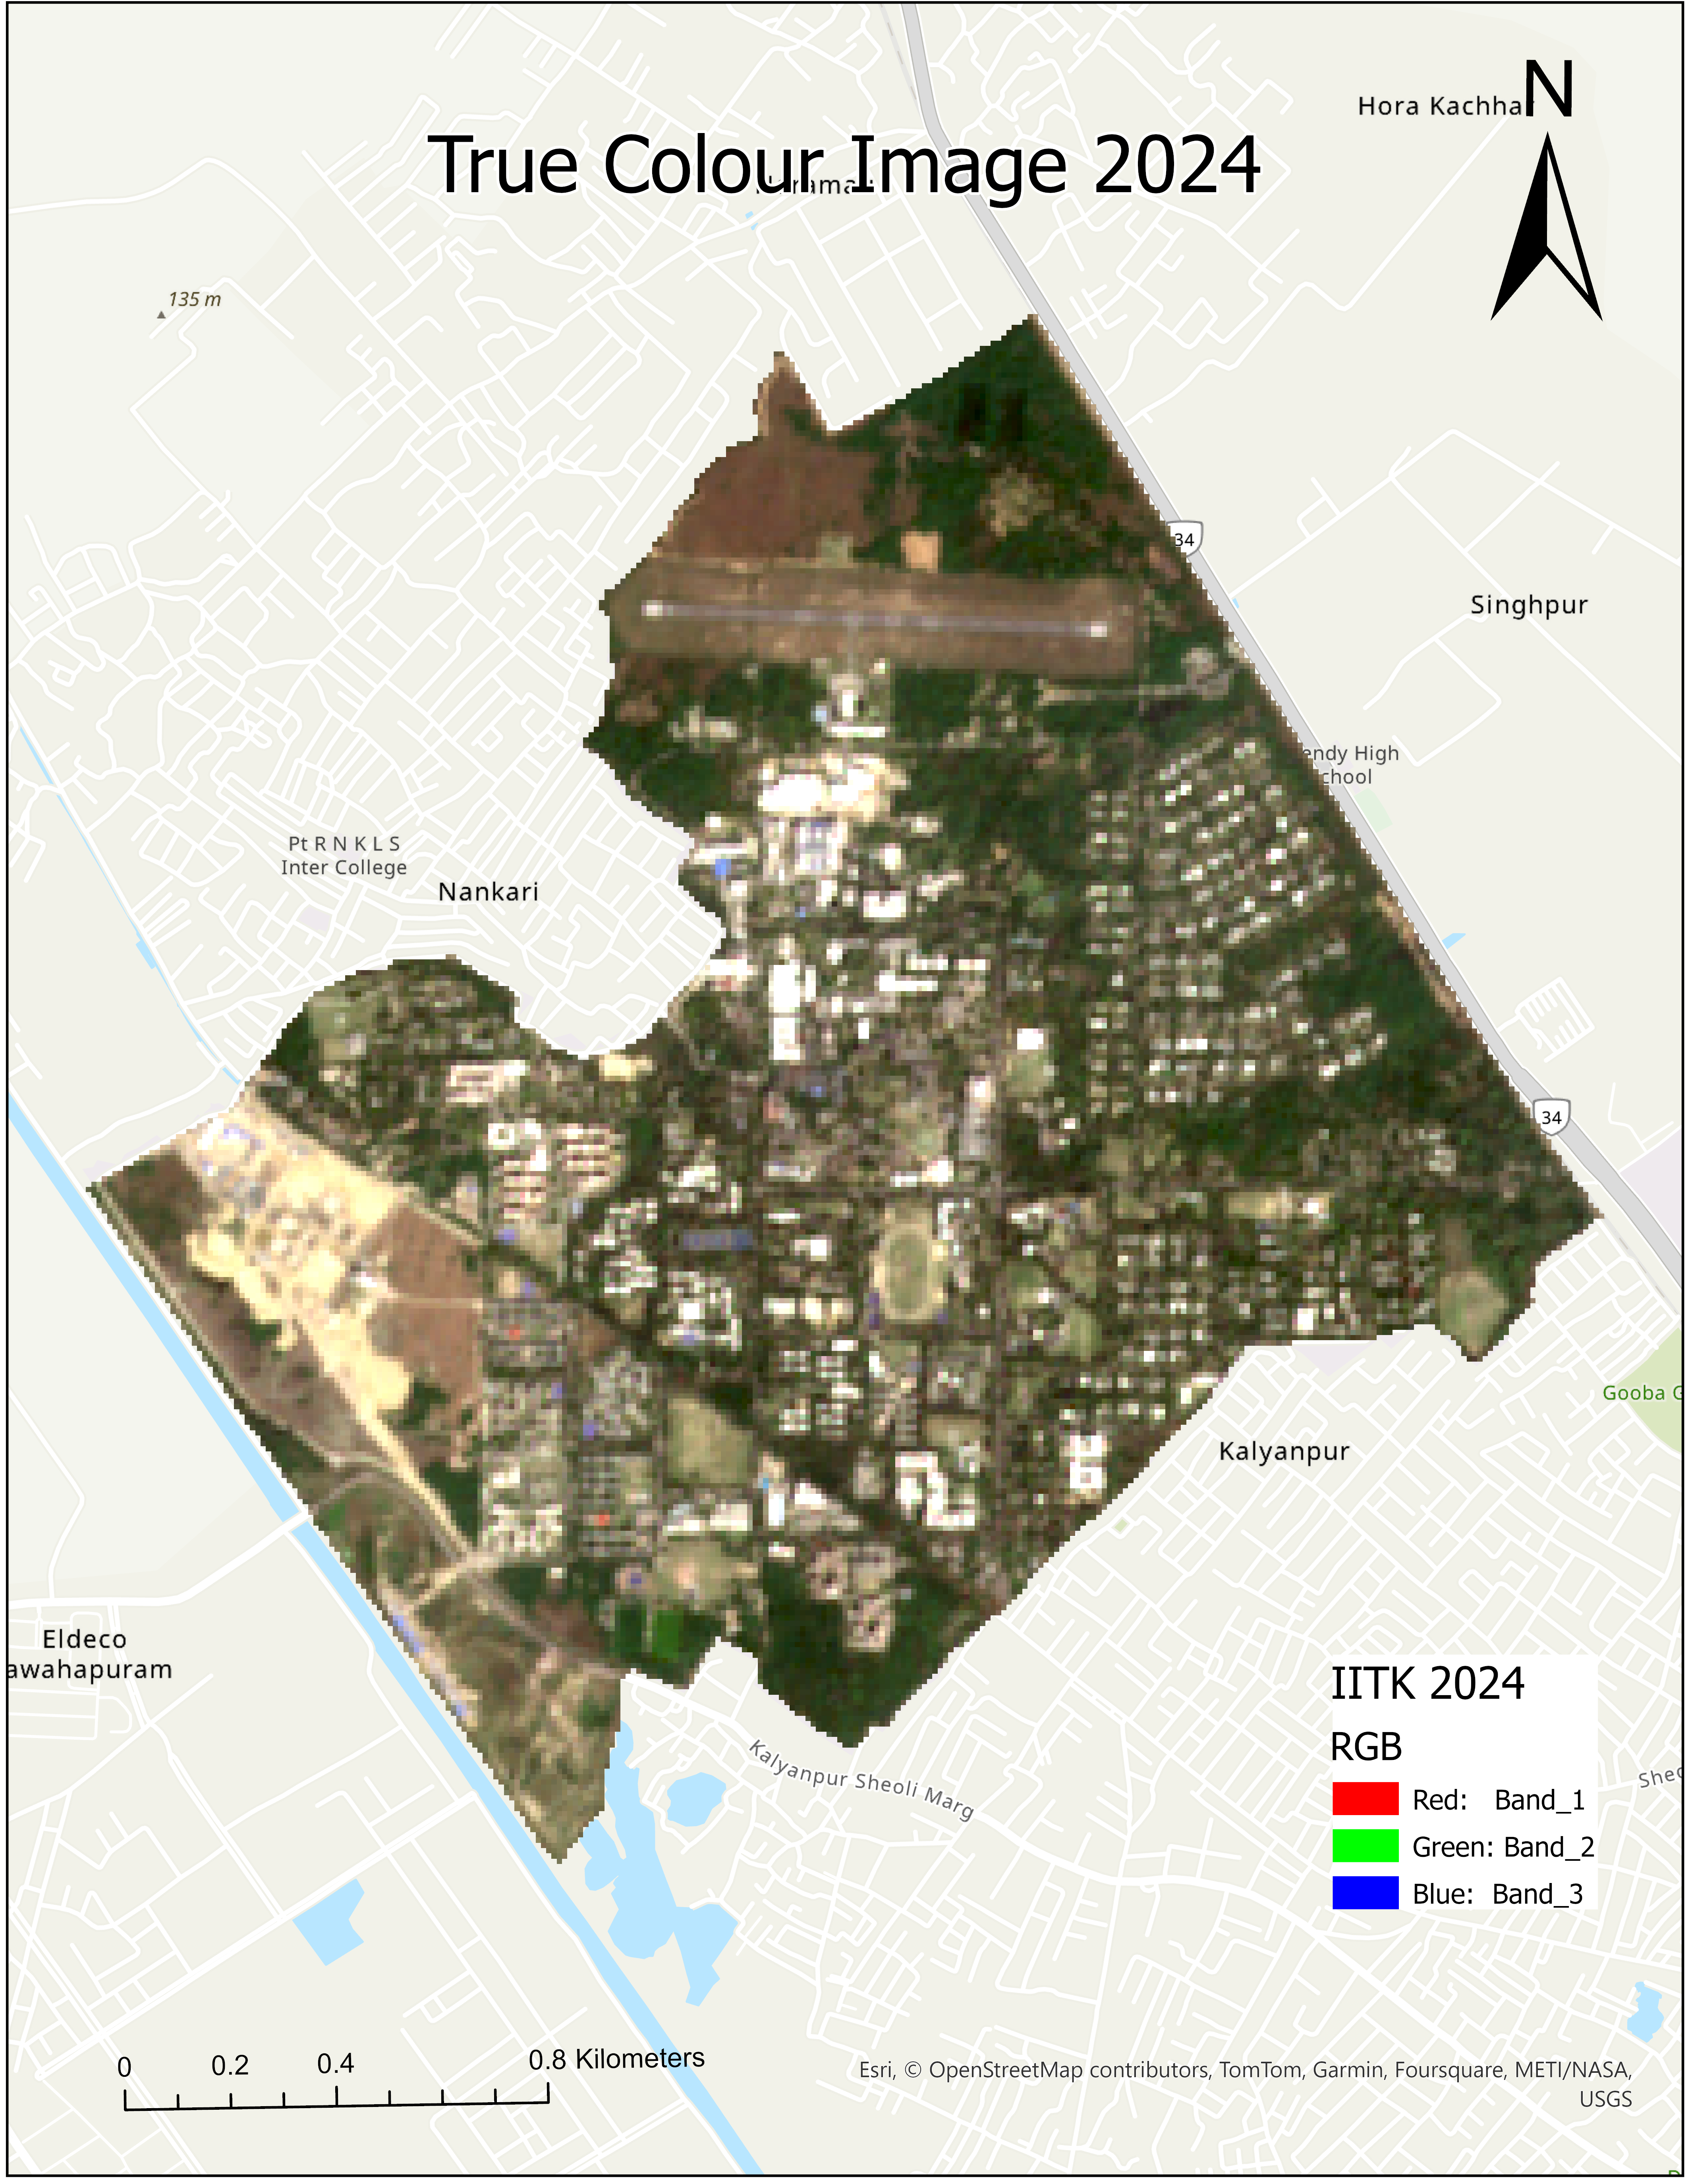 Hora Kachhar
N
True Colour Image 2024
135 m
34
Singhpur
endy High
chool
Pt R N K L S
Inter College
Nankari
34
Gooba G
Kalyanpur
Eldeco
awahapuram
IITK 2024
RGB
Kalyanpur Sheoli Marg
Sheo
Red: Band_1
Green: Band_2
Blue: Band_3
0 0.2 0.4 0.8 Kilometers
Esri, © OpenStreetMap contributors, TomTom, Garmin, Foursquare, METI/NASA,
USGS